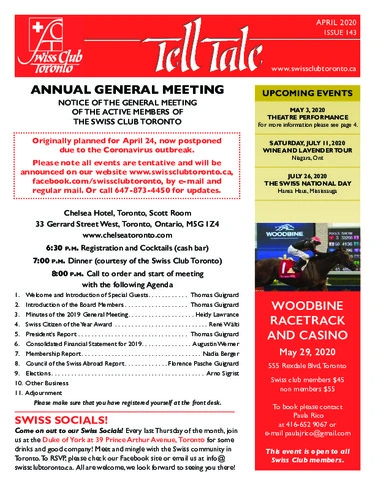 Swiss Club
Toronto
Tell Tale
APRIL 2020
ISSUE 143
www.swissclubtoronto.ca
ANNUAL GENERAL MEETING
NOTICE OF THE GENERAL MEETING
OF THE ACTIVE MEMBERS OF
THE SWISS CLUB TORONTO
Originally planned for April 24, now postponed
due to the Coronavirus outbreak.
Please note all events are tentative and will be
announced on our website www.swissclubtoronto.ca,
facebook.com/swissclubtoronto, by e-mail and
regular mail. Or call 647-873-4450 for updates.
Chelsea Hotel, Toronto, Scott Room
33 Gerrard Street West, Toronto, Ontario, M5G 1Z4
www.chelseatoronto.com
6:30 P.M. Registration and Cocktails (cash bar)
7:00 P.M. Dinner (courtesy of the Swiss Club Toronto)
8:00 P.M. Call to order and start of meeting
with the following Agenda
1. Welcome and Introduction of Special Guests . . . . . . . . . . . Thomas Guignard
2. Introduction of the Board Members . . . . . . . . . . . . . . . . . Thomas Guignard
3. Minutes of the 2019 General Meeting . . . . . . . . . . . . . . . . . Heidy Lawrance
4. Swiss Citizen of the Year Award . . . . . . . . . . . . . . . . . . . . . . . . René Wälti
5. President's Report . . . . . . . . . . . . . . . . . . . . . . . . . . . . Thomas Guignard
6. Consolidated Financial Statement for 2019 . . . . . . . . . . . . Augustin Werner
7. Membership Report . . . . . . . . . . . . . . . . . . . . . . . . . . . . . . Nadia Berger
8. Council of the Swiss Abroad Report . . . . . . . . . . . . Florence Pasche Guignard
9. Elections . . . . . . . . . . . . . . . . . . . . . . . . . . . . . . . . . . . . . . . . Arno Sigrist
10. Other Business
11. Adjournment
Please make sure that you have registered yourself at the front desk.
SWISS SOCIALS!
Come on out to our Swiss Socials! Every last Thursday of the month, join
us at the Duke of York at 39 Prince Arthur Avenue, Toronto for some
drinks and good company! Meet and mingle with the Swiss community in
Toronto. To RSVP, please check our Facebook site or email us at info@
swissclubtoronto.ca. All are welcome, we look forward to seeing you there!
UPCOMING EVENTS
MAY 3, 2020
THEATRE PERFORMANCE
For more information please see page 4.
SATURDAY, JULY 11, 2020
WINE AND LAVENDER TOUR
Niagara, Ont
JULY 26, 2020
THE SWISS NATIONAL DAY
Hansa Haus, Mississauga
WOODBINE
WOODBINE
RACETRACK
AND CASINO
May 29, 2020
555 Rexdale Blvd, Toronto
Swiss club members $45
non members $55
To book please contact
Paula Rico
at 416-652 9067 or
e-mail paulajrico@gmail.com
This event is open to all
Swiss Club members.